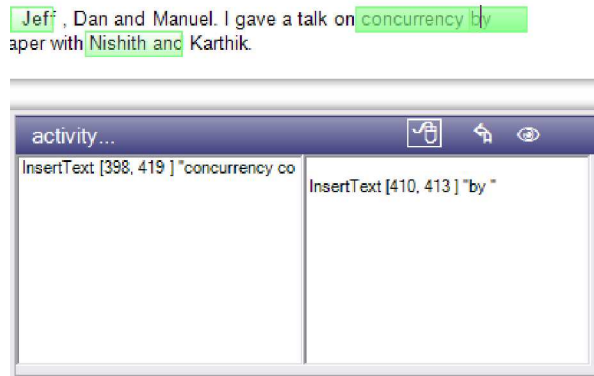 Jeff , Dan and Manuel. I gave a talk on concurrency by
aper with Nishith and Karthik.
activity...
InsertText [398, 419 ] "concurrency co
InsertText [410, 413 ] "by "